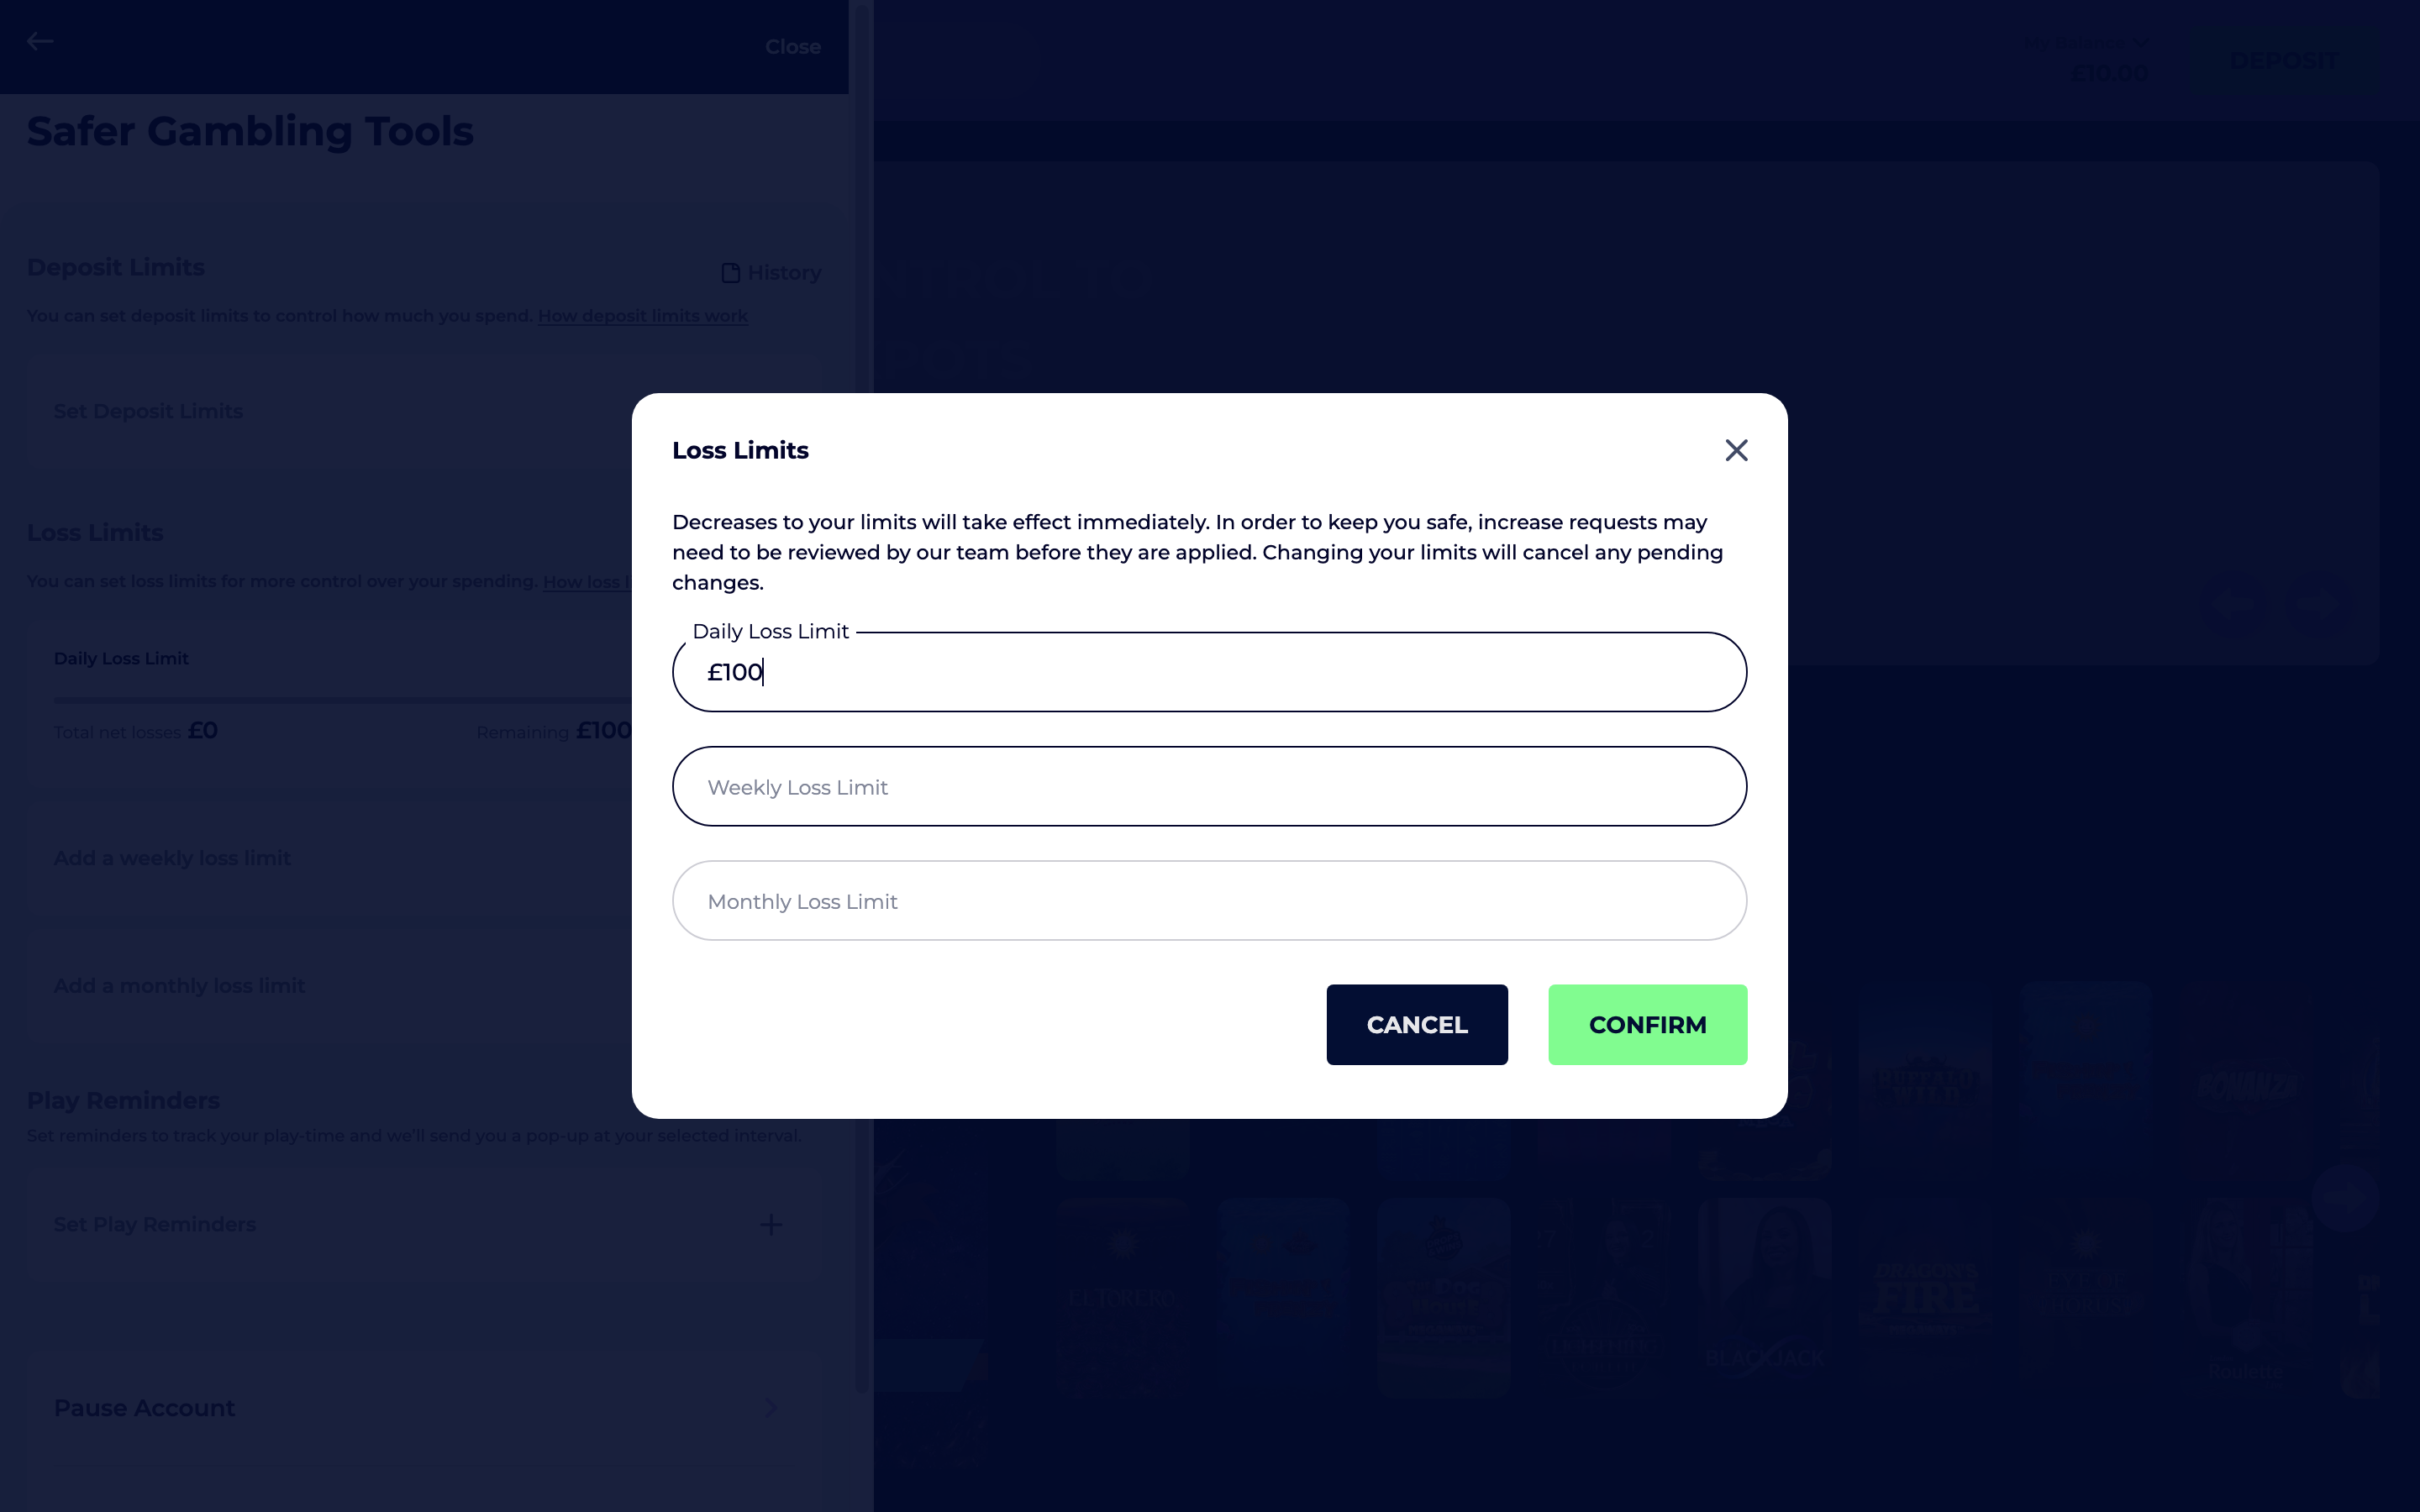 Close
£10.00
DEPOSIT
Safer Gambling Tools
Deposit Limits
History
You can set deposit limits to control how much you spend. How deposit limits work
Set Deposit Limits
Loss Limits
You can set loss limits for more control over your spending. How loss l
Daily Loss Limit
Total net losses £0
Remaining £100
Add a weekly loss limit
Add a monthly loss limit
Play Reminders
Set reminders to track your play-time and we'll send you a pop-up at your selected interval.
Set Play Reminders
Pause Account
Loss Limits
Decreases to your limits will take effect immediately. In order to keep you safe, increase requests may
need to be reviewed by our team before they are applied. Changing your limits will cancel any pending
changes.
Daily Loss Limit
£100
Weekly Loss Limit
Monthly Loss Limit
CANCEL
CONFIRM
BONANZA
EL TORERO
DRAGON'S
FIRE
BLACKJACK
Roulette